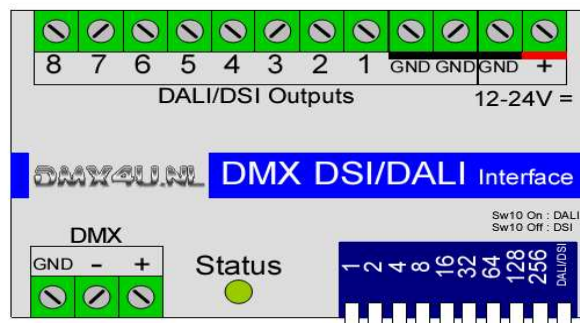 8 7 6 5 4 3 2 1 GND GND GND +
DALI/DSI Outputs
12-24V =
DMX4U.NL
DMX DSI/DALI Interface
Sw10 On : DALI
Sw10 Off : DSI
DMX
GND - +
Status
1 2 4 8 16 32 64 128 256 DALI/DSI